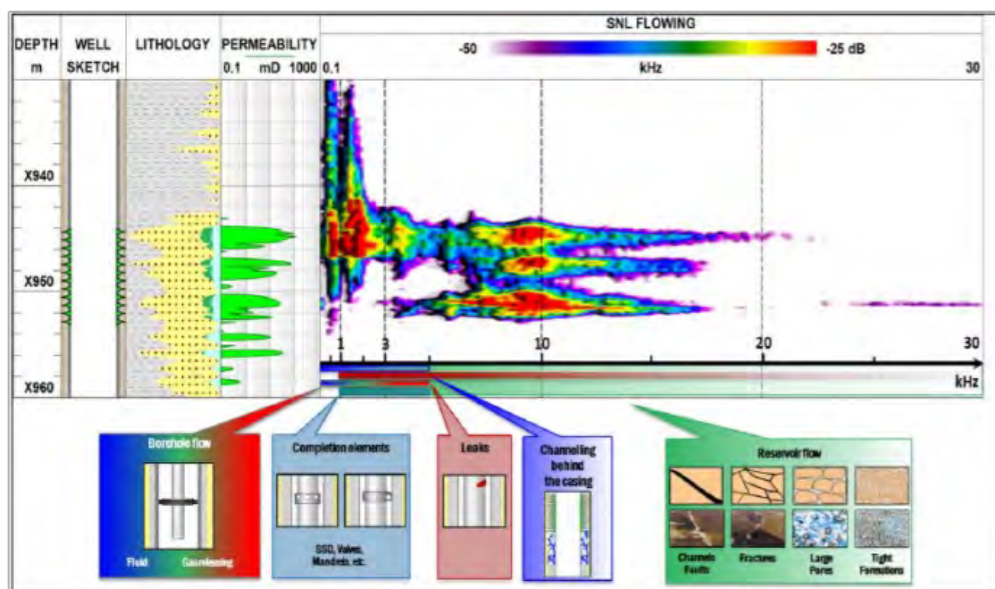 SNL FLOWING
DEPTH WELL LITHOLOGY PERMEABILITY -50 -25 dB
m SKETCH 0.1 mD 1000 0.1 kHz 30
X940
X950
X960
1 3 10 20 30
kHz
Borehole flow
Fluid Gas
Completion elements
SSD, Valves,
Mandrels, etc.
Leaks
Channelling
behind
the casing
Reservoir flow
Channels
Faults
Fractures
Large
Pores
Tight
Formations